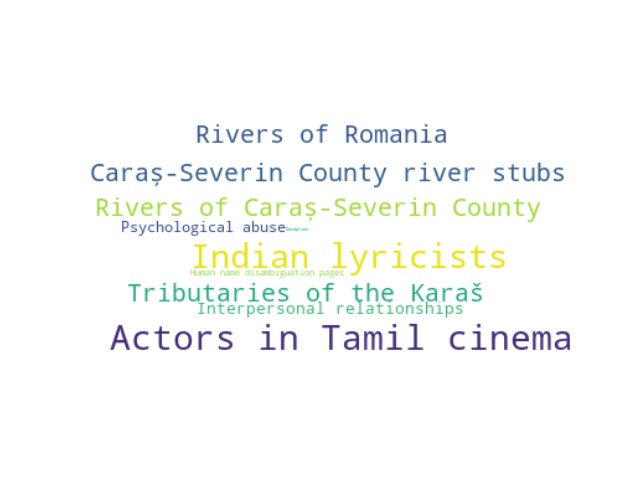 Rivers of Romania
Caraș-Severin County river stubs
Rivers of Caraș-Severin County
Psychological abuse
Deception
Indian lyricists
Human name disambiguation pages
Tributaries of the Karaš
Interpersonal relationships
Actors in Tamil cinema